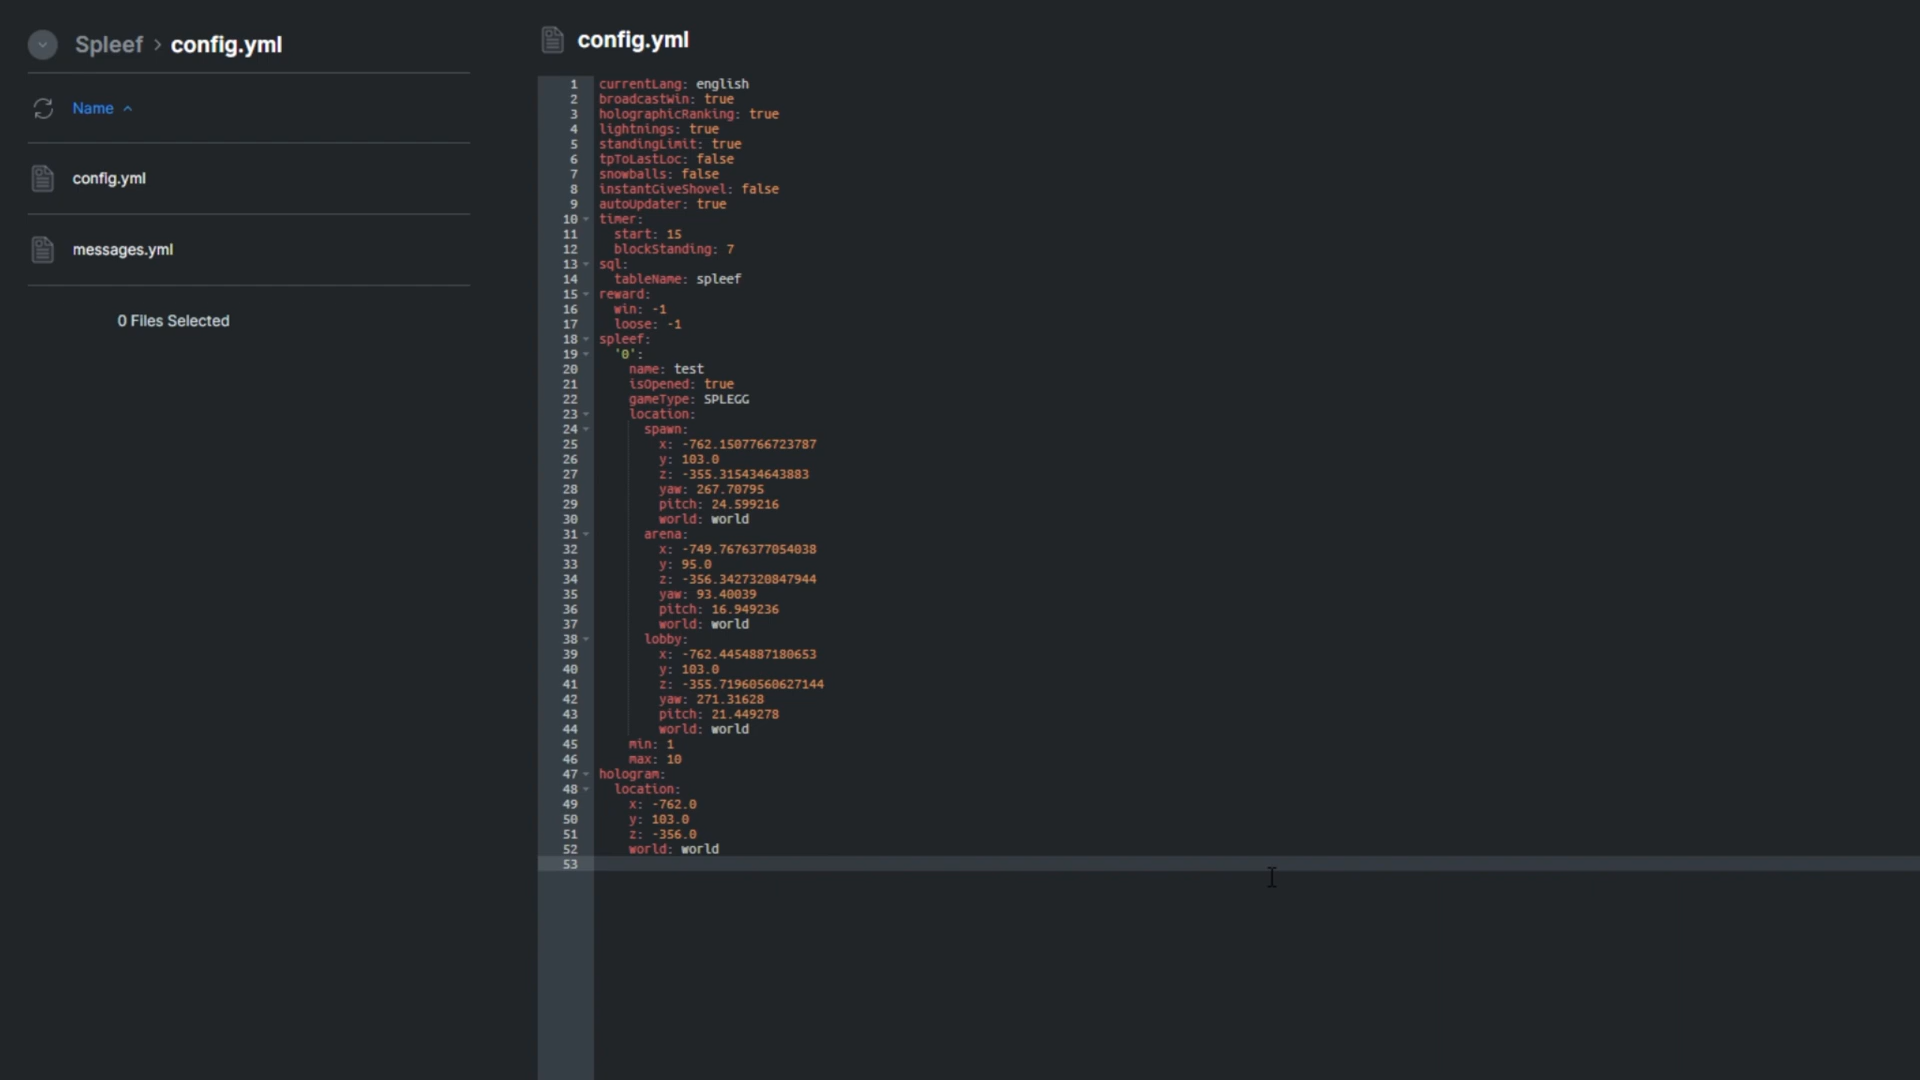 Spleef > config.yml
Name
config.yml
messages.yml
0 Files Selected
config.yml
1 currentLang: english
2 broadcastWin: true
3 holographicRanking: true
4 lightnings: true
5 standingLimit: true
6 tpToLastLoc: false
7 snowballs: false
8 instantGiveShovel: false
9 autoUpdater: true
10 timer:
11   start: 15
12   blockStanding: 7
13 sql:
14   tableName: spleef
15 reward:
16   win: -1
17   loose: -1
18 spleef:
19   '0':
20     name: test
21     isOpened: true
22     gameType: SPLEGG
23     location:
24       spawn:
25         x: -762.1507766723787
26         y: 103.0
27         z: -355.315434643883
28         yaw: 267.70795
29         pitch: 24.599216
30         world: world
31       arena:
32         x: -749.7676377054038
33         y: 95.0
34         z: -356.3427320847944
35         yaw: 93.40039
36         pitch: 16.949236
37         world: world
38       lobby:
39         x: -762.4454887180653
40         y: 103.0
41         z: -355.71960560627144
42         yaw: 271.31628
43         pitch: 21.449278
44         world: world
45     min: 1
46     max: 10
47 hologram:
48   location:
49     x: -762.0
50     y: 103.0
51     z: -356.0
52     world: world
53